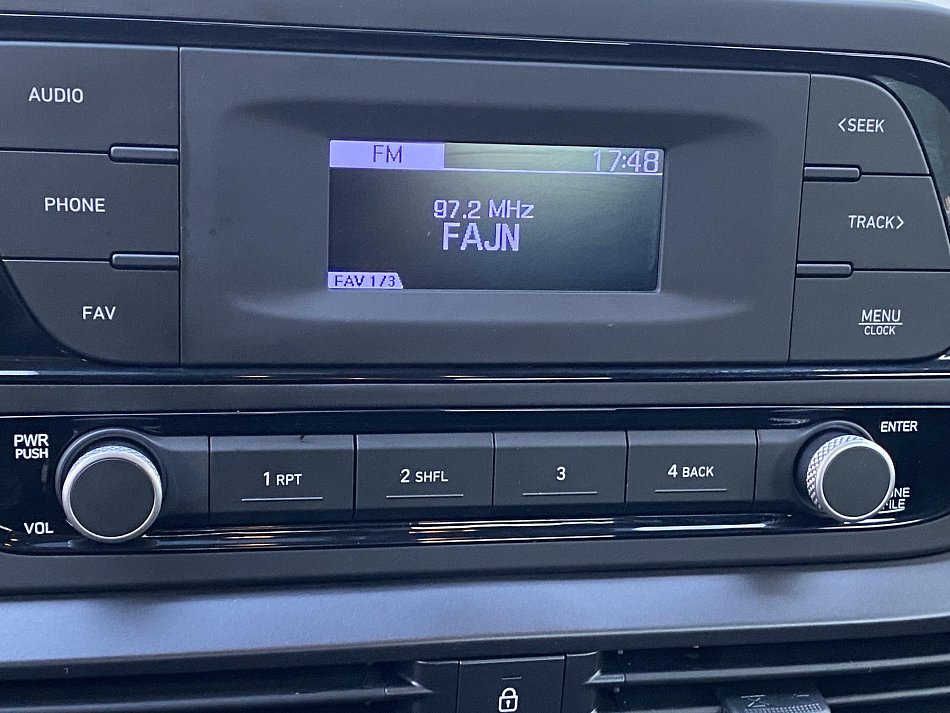 AUDIO
PHONE
FAV
FM 17:48
97.2 MHz
FAJN
FAV 1/3
<SEEK
TRACK>
MENU
CLOCK
PWR
PUSH
VOL
1 RPT
2 SHFL
3
4 BACK
ENTER